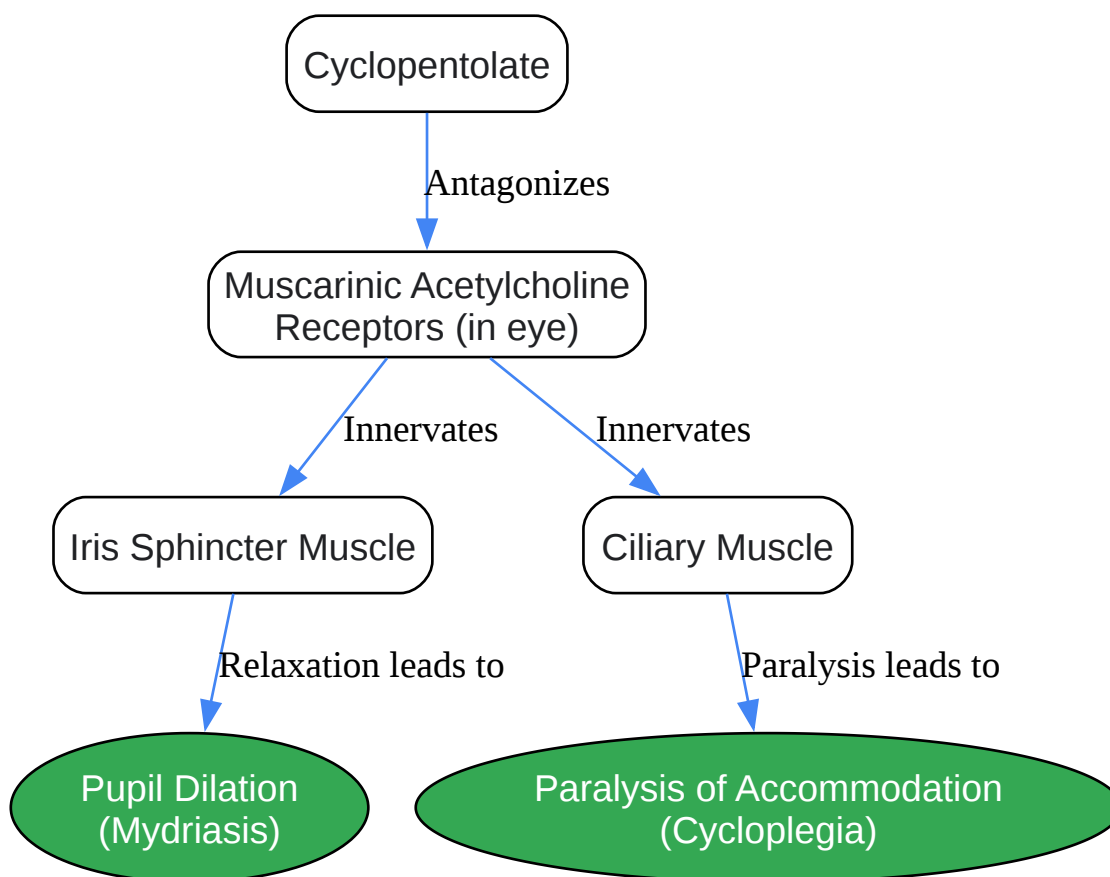 Cyclopentolate
Antagonizes
Muscarinic Acetylcholine
Receptors (in eye)
Innervates
Innervates
Iris Sphincter Muscle
Ciliary Muscle
Relaxation leads to
Paralysis leads to
Pupil Dilation
(Mydriasis)
Paralysis of Accommodation
(Cycloplegia)